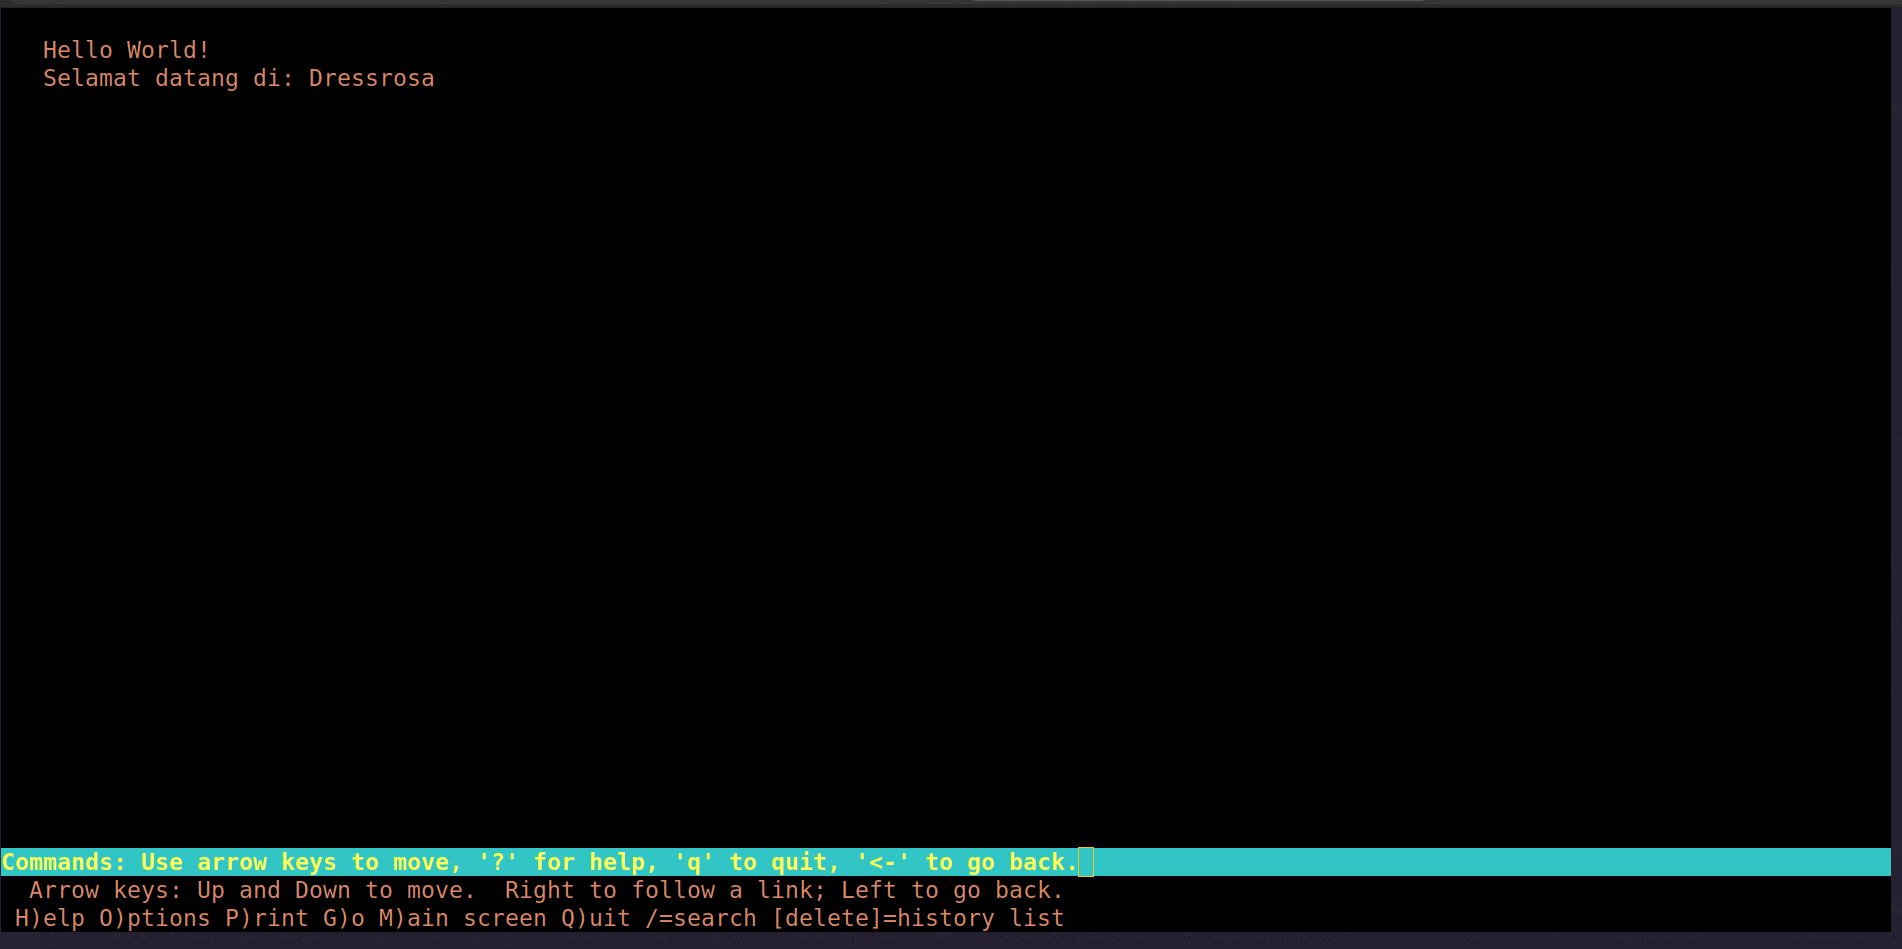 Hello World!
Selamat datang di: Dressrosa
Commands: Use arrow keys to move, '?' for help, 'q' to quit, '<-' to go back.
Arrow keys: Up and Down to move.  Right to follow a link; Left to go back.
H)elp O)ptions P)rint G)o M)ain screen Q)uit /=search [delete]=history list